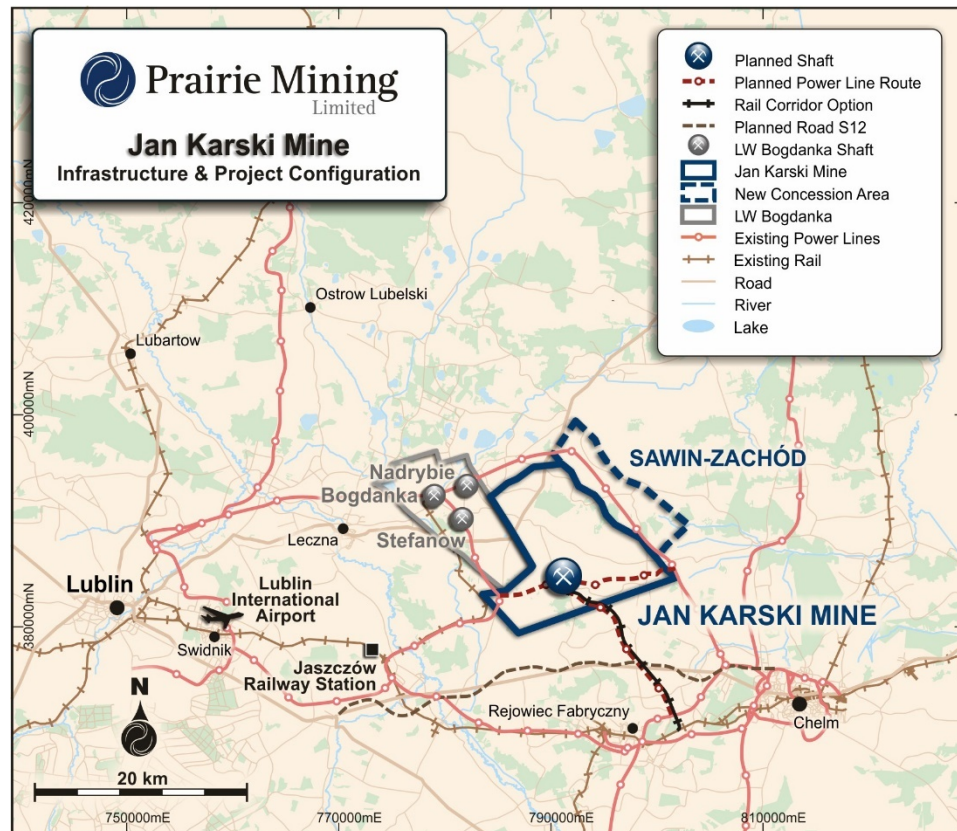 Prairie Mining
Limited
Jan Karski Mine
Infrastructure & Project Configuration
Planned Shaft
Planned Power Line Route
Rail Corridor Option
Planned Road S12
LW Bogdanka Shaft
Jan Karski Mine
New Concession Area
LW Bogdanka
Existing Power Lines
Existing Rail
Road
River
Lake
420000mN
Ostrow Lubelski
Lubartow
400000mN
SAWIN-ZACHÓD
Nadrybie
Bogdanka
Stefanów
Leczna
Lublin
Lublin
International
Airport
JAN KARSKI MINE
380000mN
Swidnik
Jaszczów
Railway Station
N
Rejowiec Fabryczny
Chelm
20 km
750000mE
770000mE
790000mE
810000mE